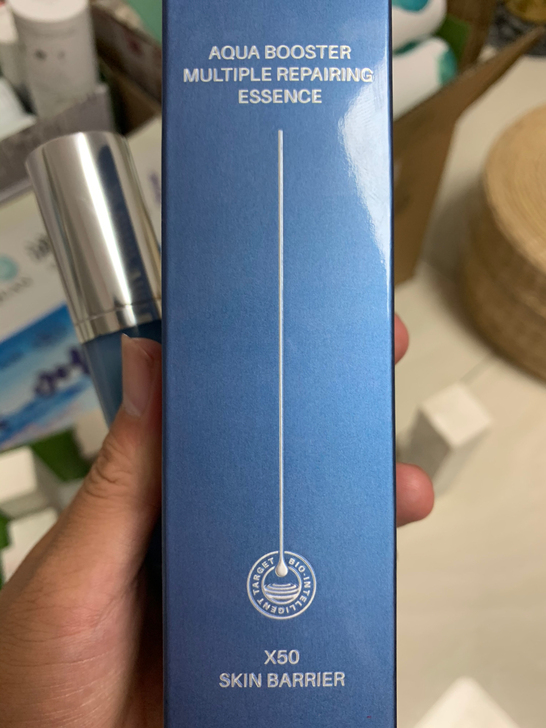 AQUA BOOSTER
MULTIPLE REPAIRING
ESSENCE
TARGET BIO-INTELLIGENT
X50
SKIN BARRIER